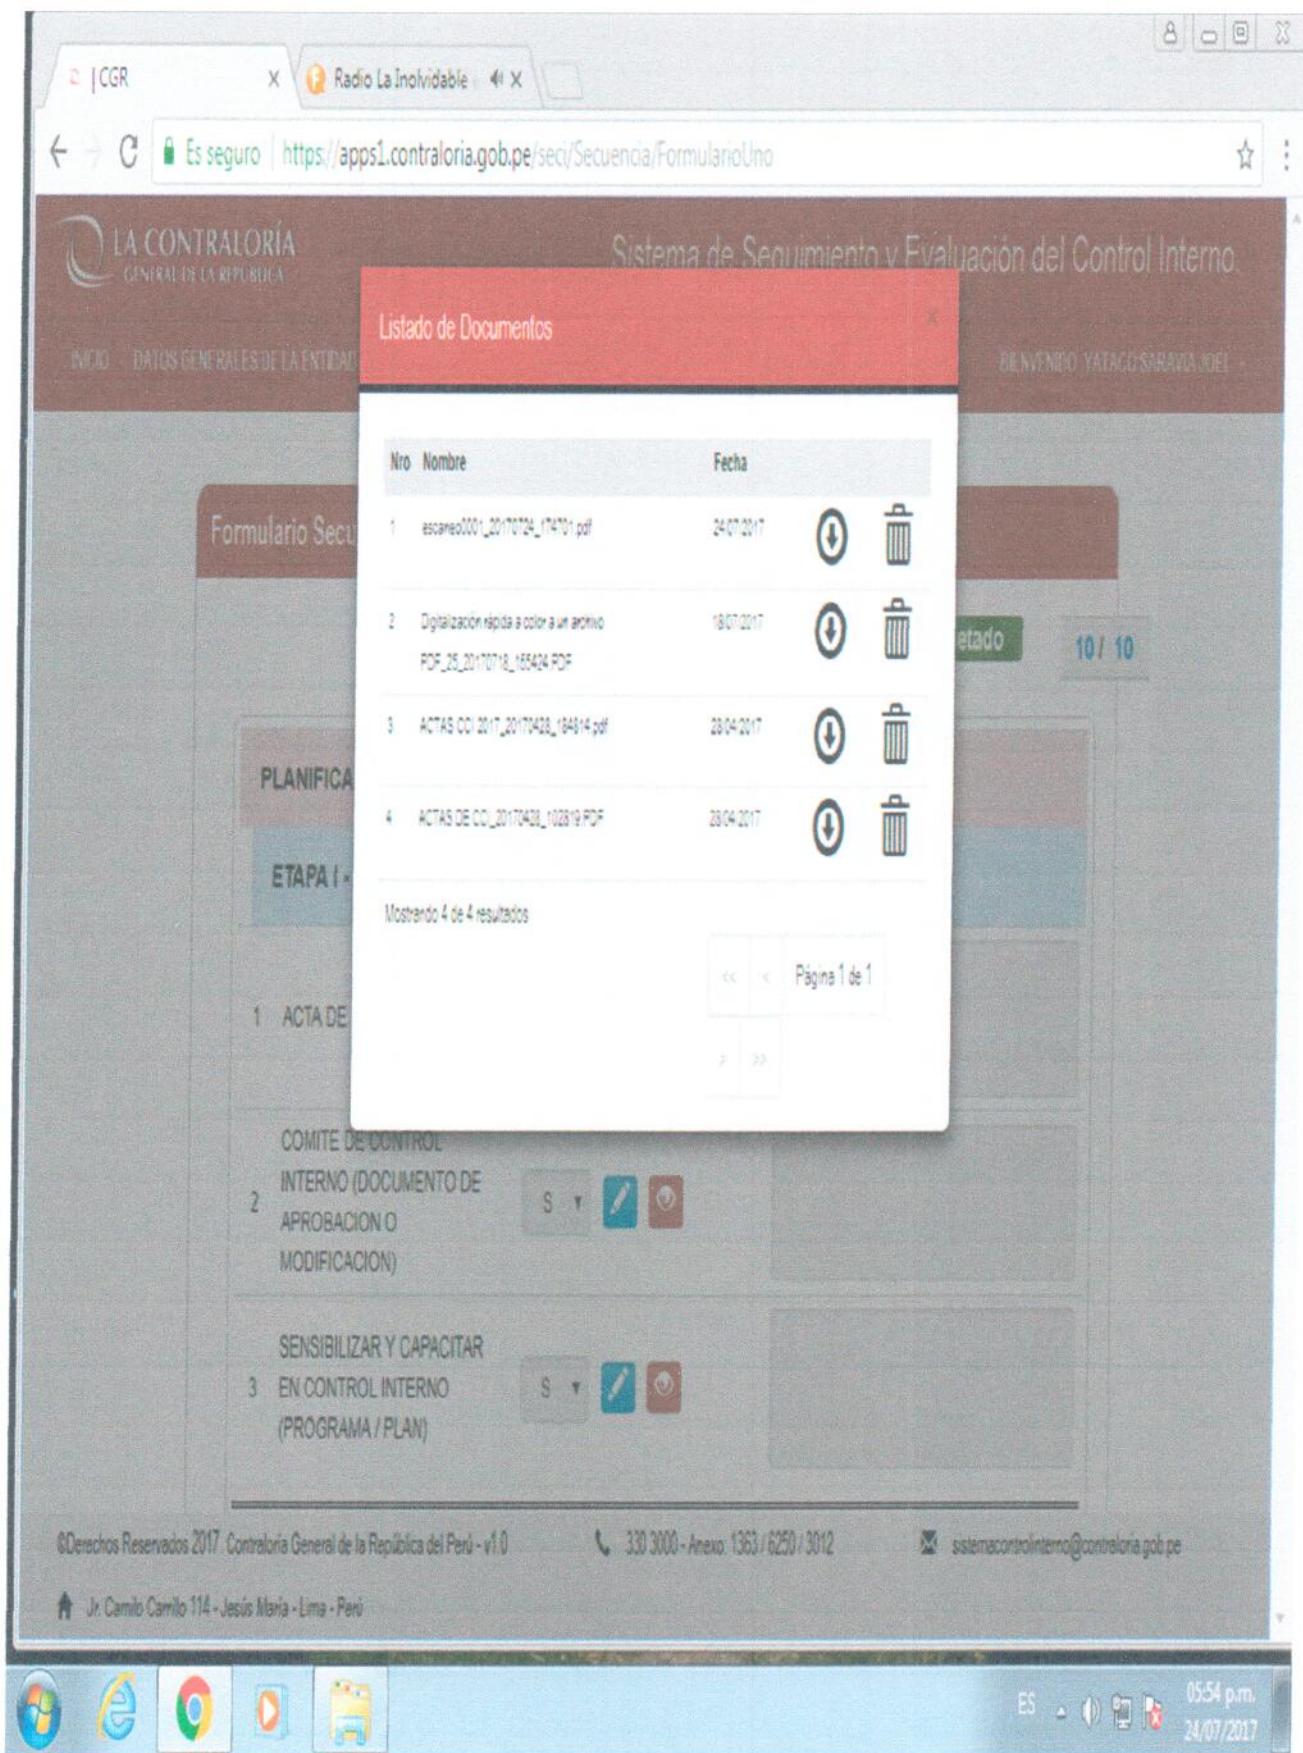 | CGR
Radio La Inolvidable
Es seguro | https://apps1.contraloria.gob.pe/seci/Secuencia/FormularioUno
LA CONTRALORÍA
GENERAL DE LA REPÚBLICA
Sistema de Seguimiento y Evaluación del Control Interno
INICIO DATOS GENERALES DE LA ENTIDAD BIENVENIDO YATACO SARAVIA JOEL
Listado de Documentos
Formulario Secu
Nro Nombre Fecha
1 escaneo0001_20170724_174701.pdf 24/07/2017
2 Digitalización rápida a color a un archivo
PDF_25_20170718_165424.PDF 18/07/2017
3 ACTAS CCI 2017_20170428_164814.pdf 28/04/2017
4 ACTAS DE CCI_20170428_102819.PDF 28/04/2017
Mostrando 4 de 4 resultados
<< < Página 1 de 1
> >>
etado 10 / 10
PLANIFICA
ETAPA I -
1 ACTA DE
2 COMITE DE CONTROL
INTERNO (DOCUMENTO DE
APROBACION O
MODIFICACION)
S
3 SENSIBILIZAR Y CAPACITAR
EN CONTROL INTERNO
(PROGRAMA / PLAN)
S
©Derechos Reservados 2017 Contraloría General de la República del Perú - v1.0 330 3000 - Anexo: 1363 / 6250 / 3012 sistemacontrolinterno@contraloria.gob.pe
Jr. Camilo Carrillo 114 - Jesús María - Lima - Perú
ES 05:54 p.m.
24/07/2017